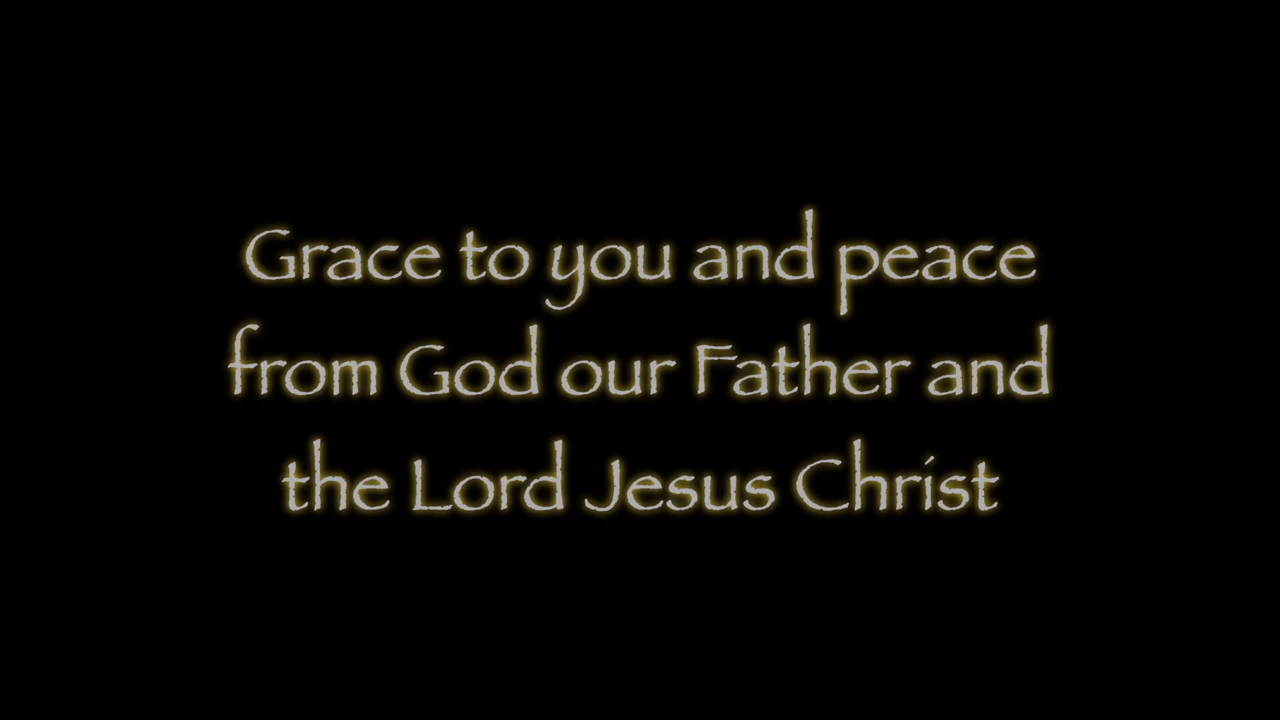 Grace to you and peace
from God our Father and
the Lord Jesus Christ